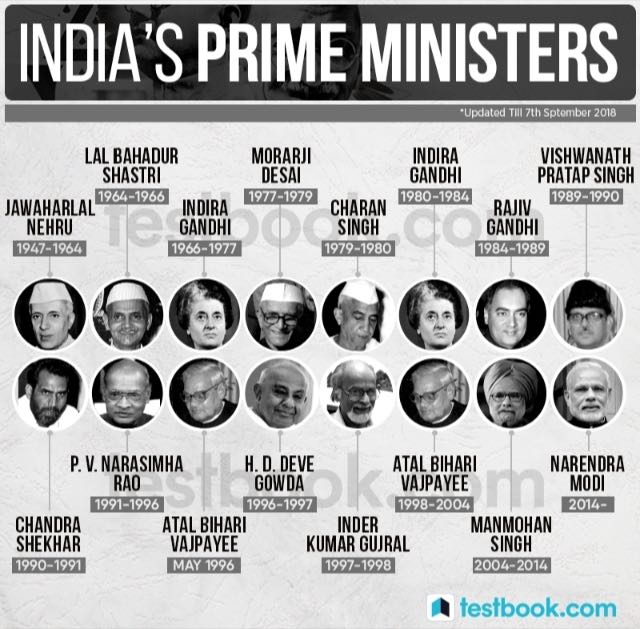 INDIA'S PRIME MINISTERS
*Updated Till 7th Sptember 2018
JAWAHARLAL
NEHRU
1947-1964
LAL BAHADUR
SHASTRI
1964-1966
INDIRA
GANDHI
1966-1977
MORARJI
DESAI
1977-1979
CHARAN
SINGH
1979-1980
INDIRA
GANDHI
1980-1984
RAJIV
GANDHI
1984-1989
VISHWANATH
PRATAP SINGH
1989-1990
testbook.com
CHANDRA
SHEKHAR
1990-1991
P. V. NARASIMHA
RAO
1991-1996
ATAL BIHARI
VAJPAYEE
MAY 1996
H. D. DEVE
GOWDA
1996-1997
INDER
KUMAR GUJRAL
1997-1998
ATAL BIHARI
VAJPAYEE
1998-2004
MANMOHAN
SINGH
2004-2014
NARENDRA
MODI
2014-
testbook.com
testbook.com